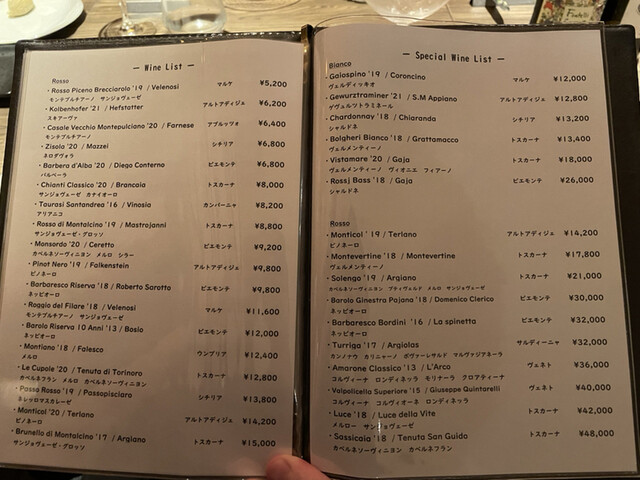 — Wine List —
Rosso
・Rosso Piceno Brecciarolo '19 / Velenosi マルケ ¥5,200
モンテプルチアーノ サンジョヴェーゼ
・Kolbenhofer '21 / Hofstatter アルトアディジェ ¥6,200
スキアーヴァ
・Casale Vecchio Montepulciano '20 / Farnese アブルッツォ ¥6,400
モンテプルチアーノ
・Zisola '20 / Mazzei シチリア ¥6,800
ネロダヴォラ
・Barbera d'Alba '20 / Diego Conterno ピエモンテ ¥6,800
バルベーラ
・Chianti Classico '20 / Brancaia トスカーナ ¥8,000
サンジョヴェーゼ カナイオーロ
・Tourasi Santandrea '16 / Vinosia カンパーニャ ¥8,200
アリアニコ
・Rosso di Montalcino '19 / Mastrojanni トスカーナ ¥8,800
サンジョヴェーゼ・グロッソ
・Monsordo '20 / Ceretto ピエモンテ ¥9,200
カベルネソーヴィニヨン メルロ シラー
・Pinot Nero '19 / Falkenstein アルトアディジェ ¥9,800
ピノネーロ
・Barbaresco Riserva '18 / Roberto Sarotto ピエモンテ ¥9,800
ネッビオーロ
・Roggio del Filare '18 / Velenosi マルケ ¥11,600
モンテプルチアーノ サンジョヴェーゼ
・Barolo Riserva 10 Anni '13 / Bosio ピエモンテ ¥12,000
ネッビオーロ
・Montiano '18 / Falesco ウンブリア ¥12,400
メルロ
・Le Cupole '20 / Tenuta di Torinoro トスカーナ ¥12,800
カベルネフラン メルロ カベルネソーヴィニヨン
・Passo Rosso '19 / Passopisciaro シチリア ¥13,800
ネレッロマスカレーゼ
・Monticol '20 / Terlano アルトアディジェ ¥14,200
ピノネーロ
・Brunello di Montalcino '17 / Argiano トスカーナ ¥15,000
サンジョヴェーゼ・グロッソ
— Special Wine List —
Bianco
・Gaiospino '19 / Coroncino マルケ ¥12,000
ヴェルディッキオ
・Gewurztraminer '21 / S.M Appiano アルトアディジェ ¥12,800
ゲヴュルツトラミネール
・Chardonnay '18 / Chiaranda シチリア ¥13,200
シャルドネ
・Bolgheri Bianco '18 / Grattamacco トスカーナ ¥13,400
ヴェルメンティーノ
・Vistamare '20 / Gaja トスカーナ ¥18,000
ヴェルメンティーノ ヴィオニエ フィアーノ
・Rossj Bass '18 / Gaja ピエモンテ ¥26,000
シャルドネ
Rosso
・Monticol '19 / Terlano アルトアディジェ ¥14,200
ピノネーロ
・Montevertine '18 / Montevertine トスカーナ ¥17,800
サンジョヴェーゼ
・Solengo '19 / Argiano トスカーナ ¥21,000
カベルネソーヴィニヨン プティヴェルド メルロ サンジョヴェーゼ
・Barolo Ginestra Pajana '18 / Domenico Clerico ピエモンテ ¥30,000
ネッビオーロ
・Barbaresco Bordini '16 / La spinetta ピエモンテ ¥32,000
ネッビオーロ
・Turriga '17 / Argiolas サルディーニャ ¥32,000
カンノナウ カリニャーノ ボヴァーレサルド マルヴァジアネーラ
・Amarone Classico '13 / L'Arco ヴェネト ¥36,000
コルヴィーナ ロンディネッラ モリナーラ クロアティーナ
・Valpolicella Superiore '15 / Giuseppe Quintarelli ヴェネト ¥40,000
コルヴィーナ コルヴィオーネ ロンディネッラ
・Luce '18 / Luce della Vite トスカーナ ¥42,000
メルロー サンジョヴェーゼ
・Sassicaia '18 / Tenuta San Guido トスカーナ ¥48,000
カベルネソーヴィニヨン カベルネフラン